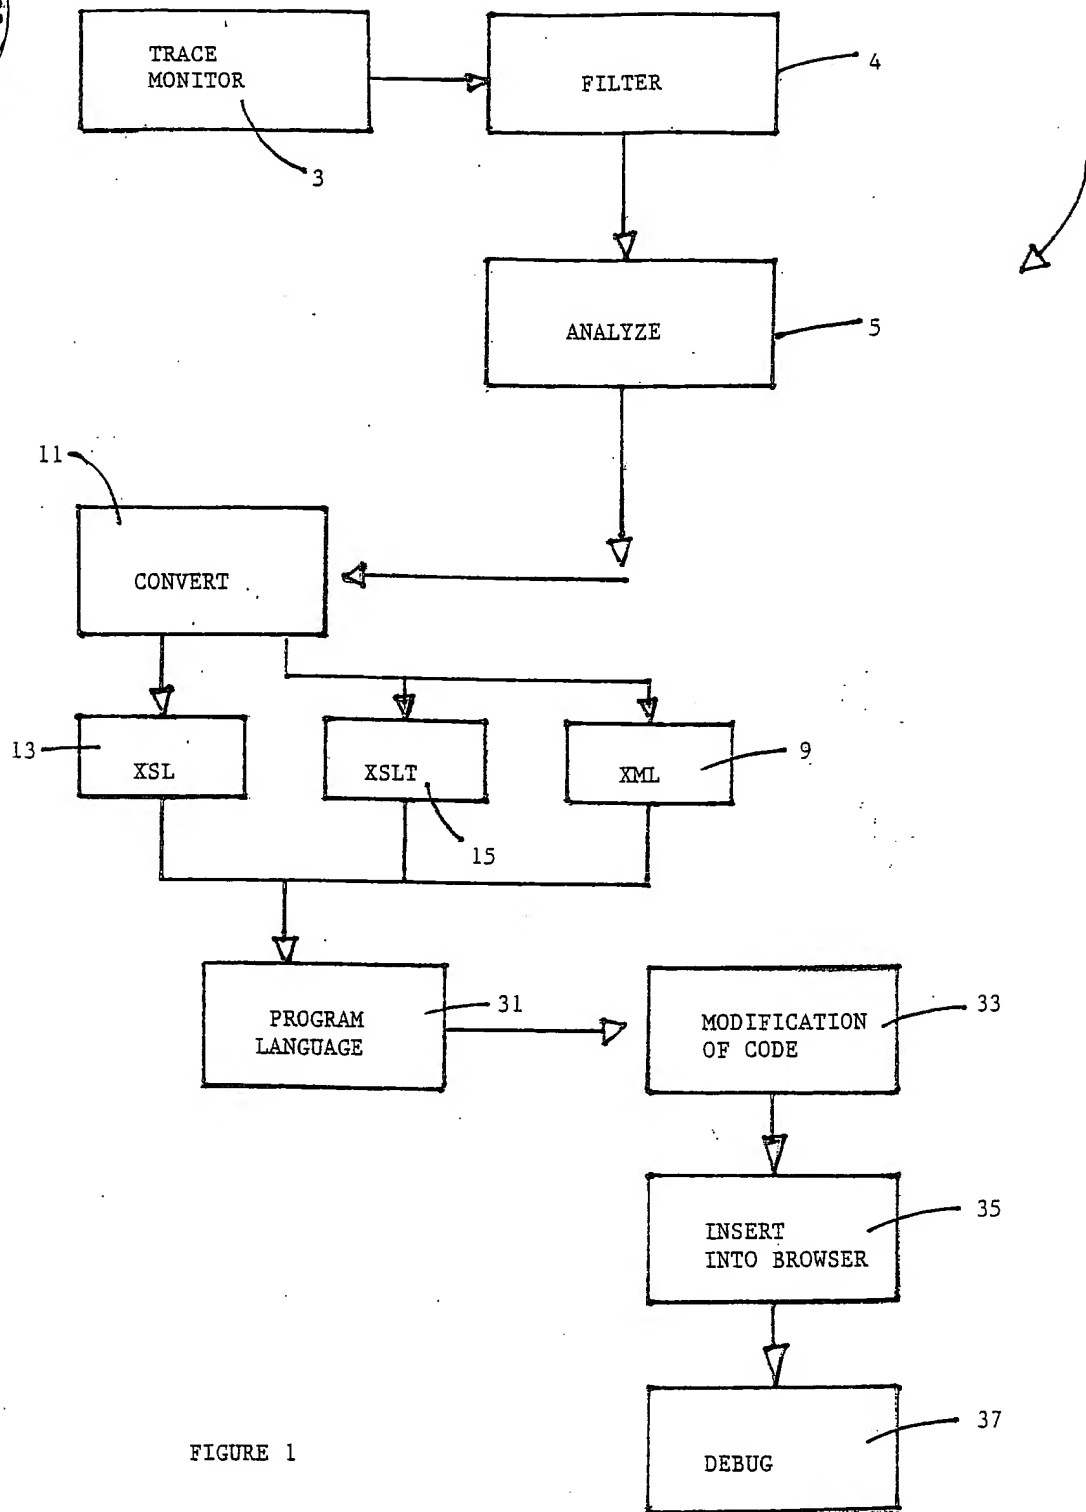 TRACE
MONITOR
3
FILTER
4
ANALYZE
5
11
CONVERT
13
XSL
XSLT
15
XML
9
PROGRAM
LANGUAGE
31
MODIFICATION
OF CODE
33
INSERT
INTO BROWSER
35
DEBUG
37
FIGURE 1